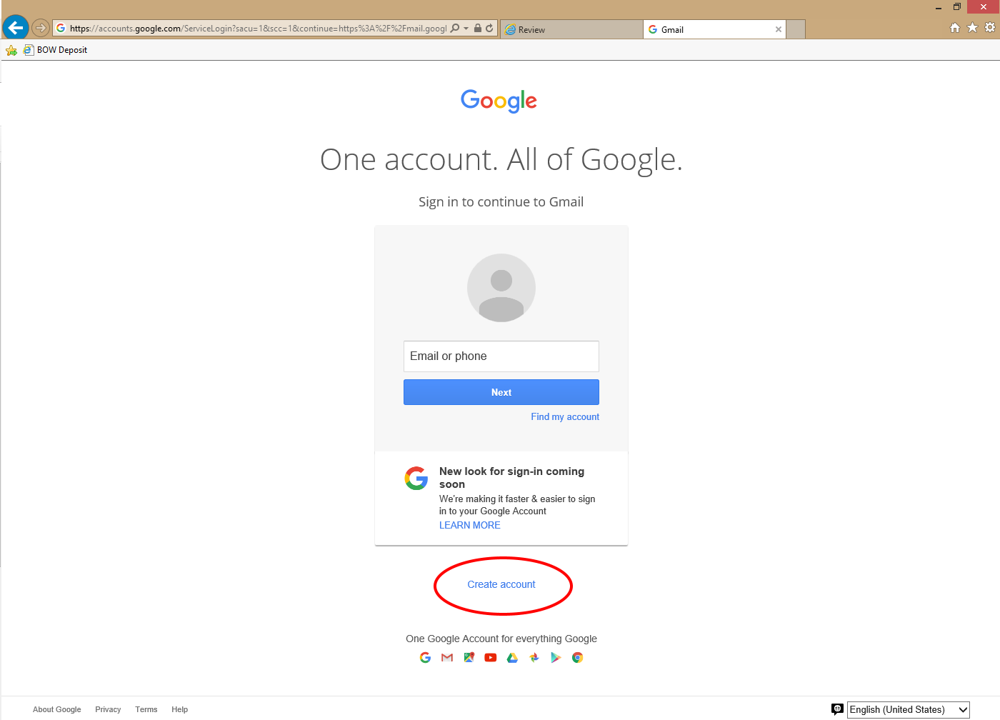 https://accounts.google.com/ServiceLogin?sacu=1&scc=1&continue=https%3A%2F%2Fmail.googl
Review
Gmail
BOW Deposit
Google
One account. All of Google.
Sign in to continue to Gmail
Email or phone
Next
Find my account
New look for sign-in coming
soon
We're making it faster & easier to sign
in to your Google Account
LEARN MORE
Create account
One Google Account for everything Google
About Google Privacy Terms Help
English (United States)